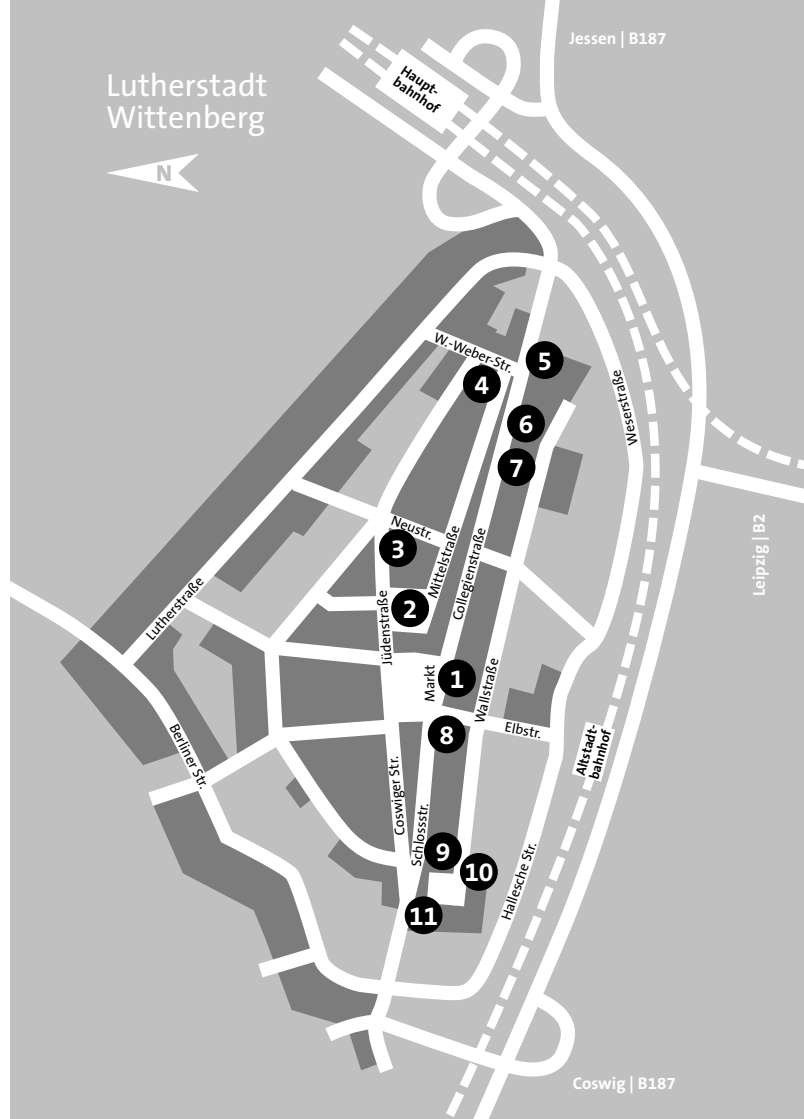 Jessen | B187
Haupt-
bahnhof
Lutherstadt
Wittenberg
N
W.-Weber-Str.
5
4
6
Weserstraße
7
Neustr.
3
Mittelstraße
Collegienstraße
Leipzig | B2
2
Lutherstraße
Jüdenstraße
Markt
1
Wallstraße
8
Elbstr.
Berliner Str.
Altstadt-
bahnhof
Coswiger Str.
Schlossstr.
9
10
Hallesche Str.
11
Coswig | B187